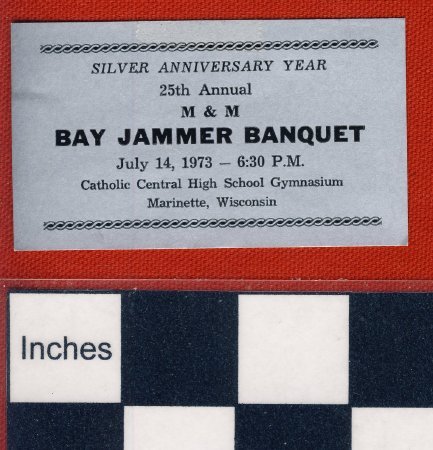 SILVER ANNIVERSARY YEAR
25th Annual
M & M
BAY JAMMER BANQUET
July 14, 1973 — 6:30 P.M.
Catholic Central High School Gymnasium
Marinette, Wisconsin
Inches